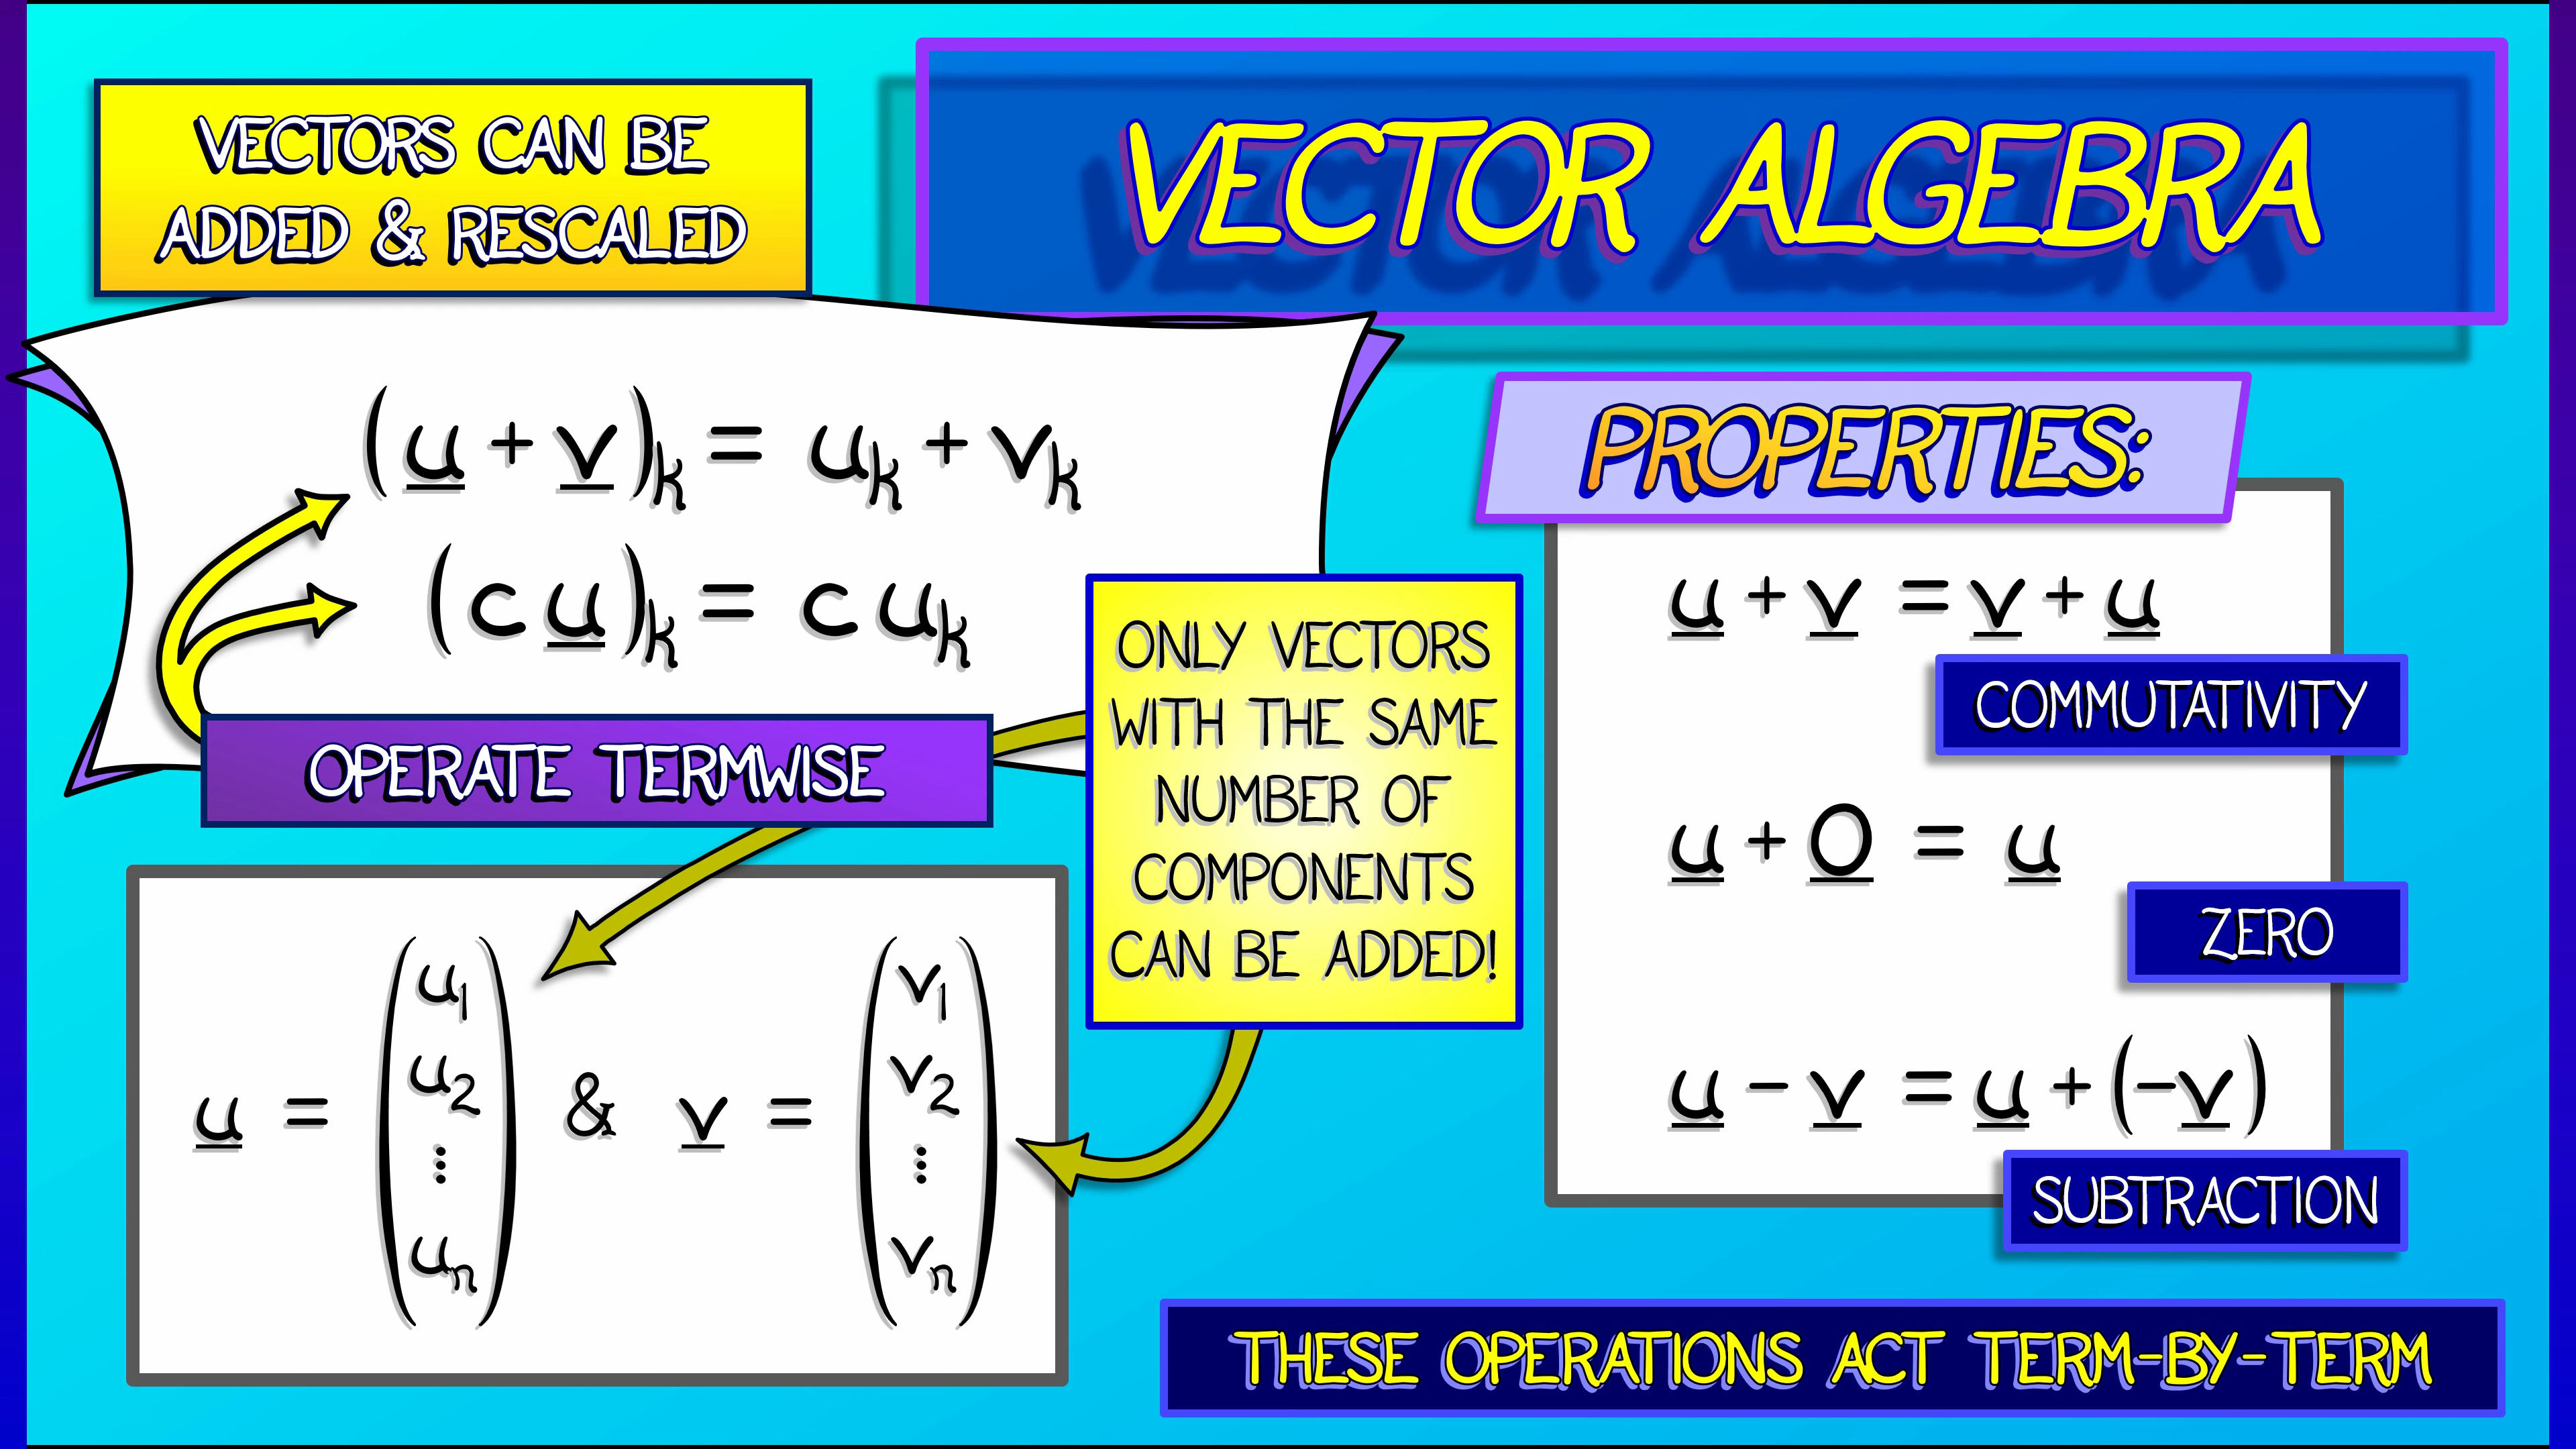 VECTORS CAN BE
ADDED & RESCALED
VECTOR ALGEBRA
(u + v)k = uk + vk
(c u)k = c uk
OPERATE TERMWISE
ONLY VECTORS
WITH THE SAME
NUMBER OF
COMPONENTS
CAN BE ADDED!
u = (u1 u2 ⋮ un) & v = (v1 v2 ⋮ vn)
PROPERTIES:
u + v = v + u
COMMUTATIVITY
u + 0 = u
ZERO
u - v = u + (-v)
SUBTRACTION
THESE OPERATIONS ACT TERM-BY-TERM